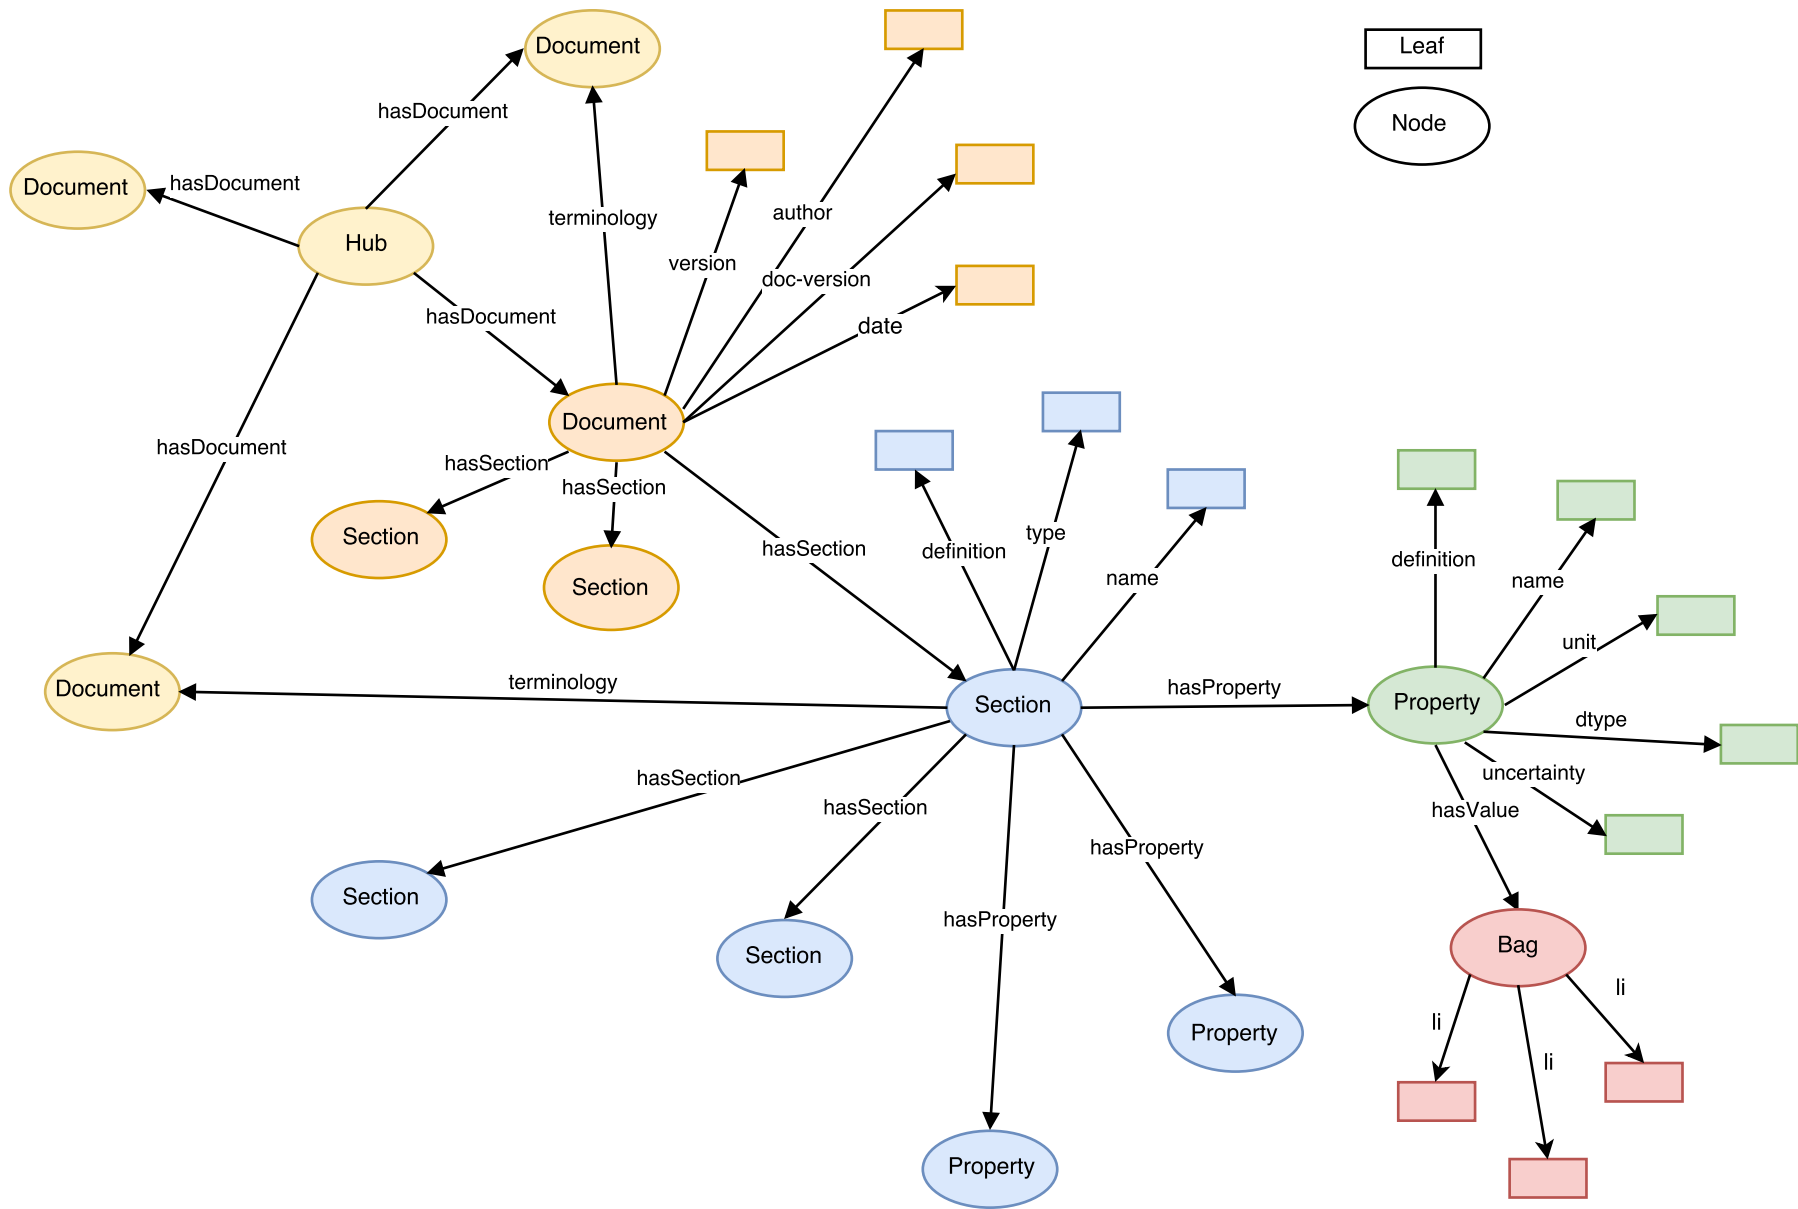 Document
Leaf
hasDocument
Node
Document
hasDocument
terminology
author
Hub
version
doc-version
hasDocument
date
Document
hasDocument
hasSection
hasSection
Section
Section
hasSection
definition
type
name
definition
name
unit
Document
terminology
Section
hasProperty
Property
dtype
uncertainty
hasValue
hasSection
hasSection
hasProperty
hasProperty
Section
Section
Property
Property
Bag
li
li
li